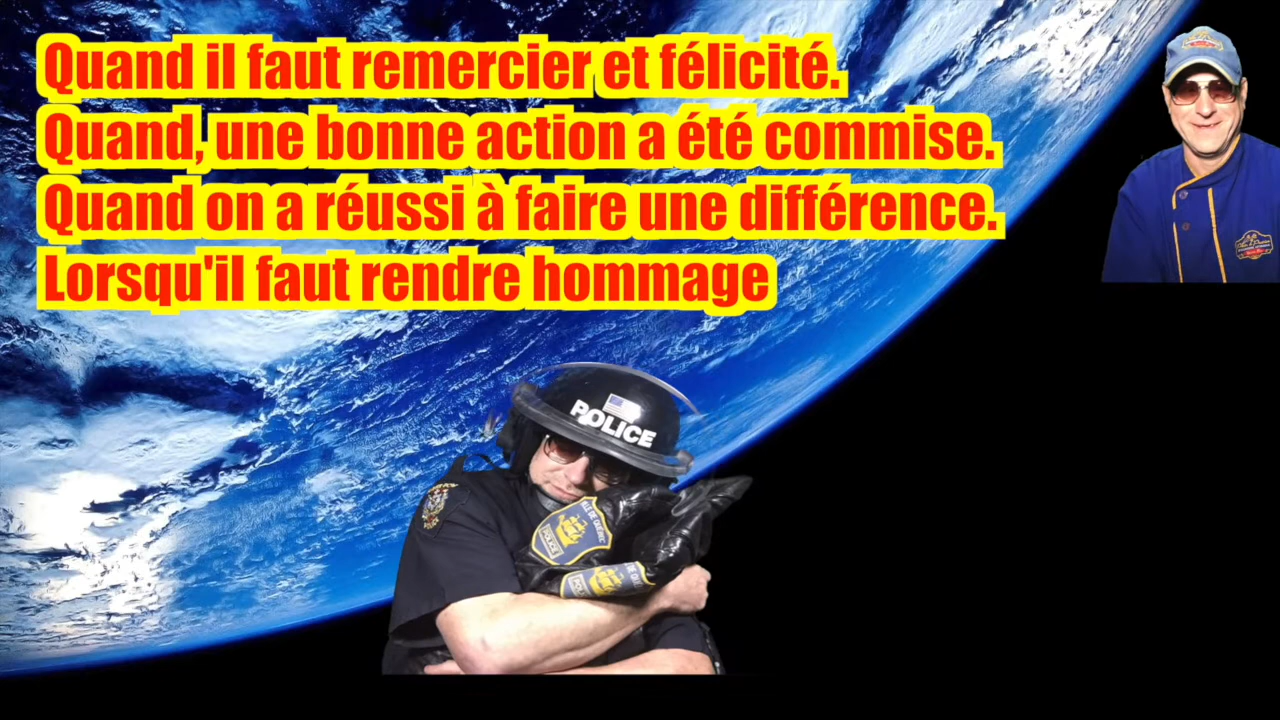 Quand il faut remercier et félicité.
Quand, une bonne action a été commise.
Quand on a réussi à faire une différence.
Lorsqu'il faut rendre hommage
POLICE
POLICE